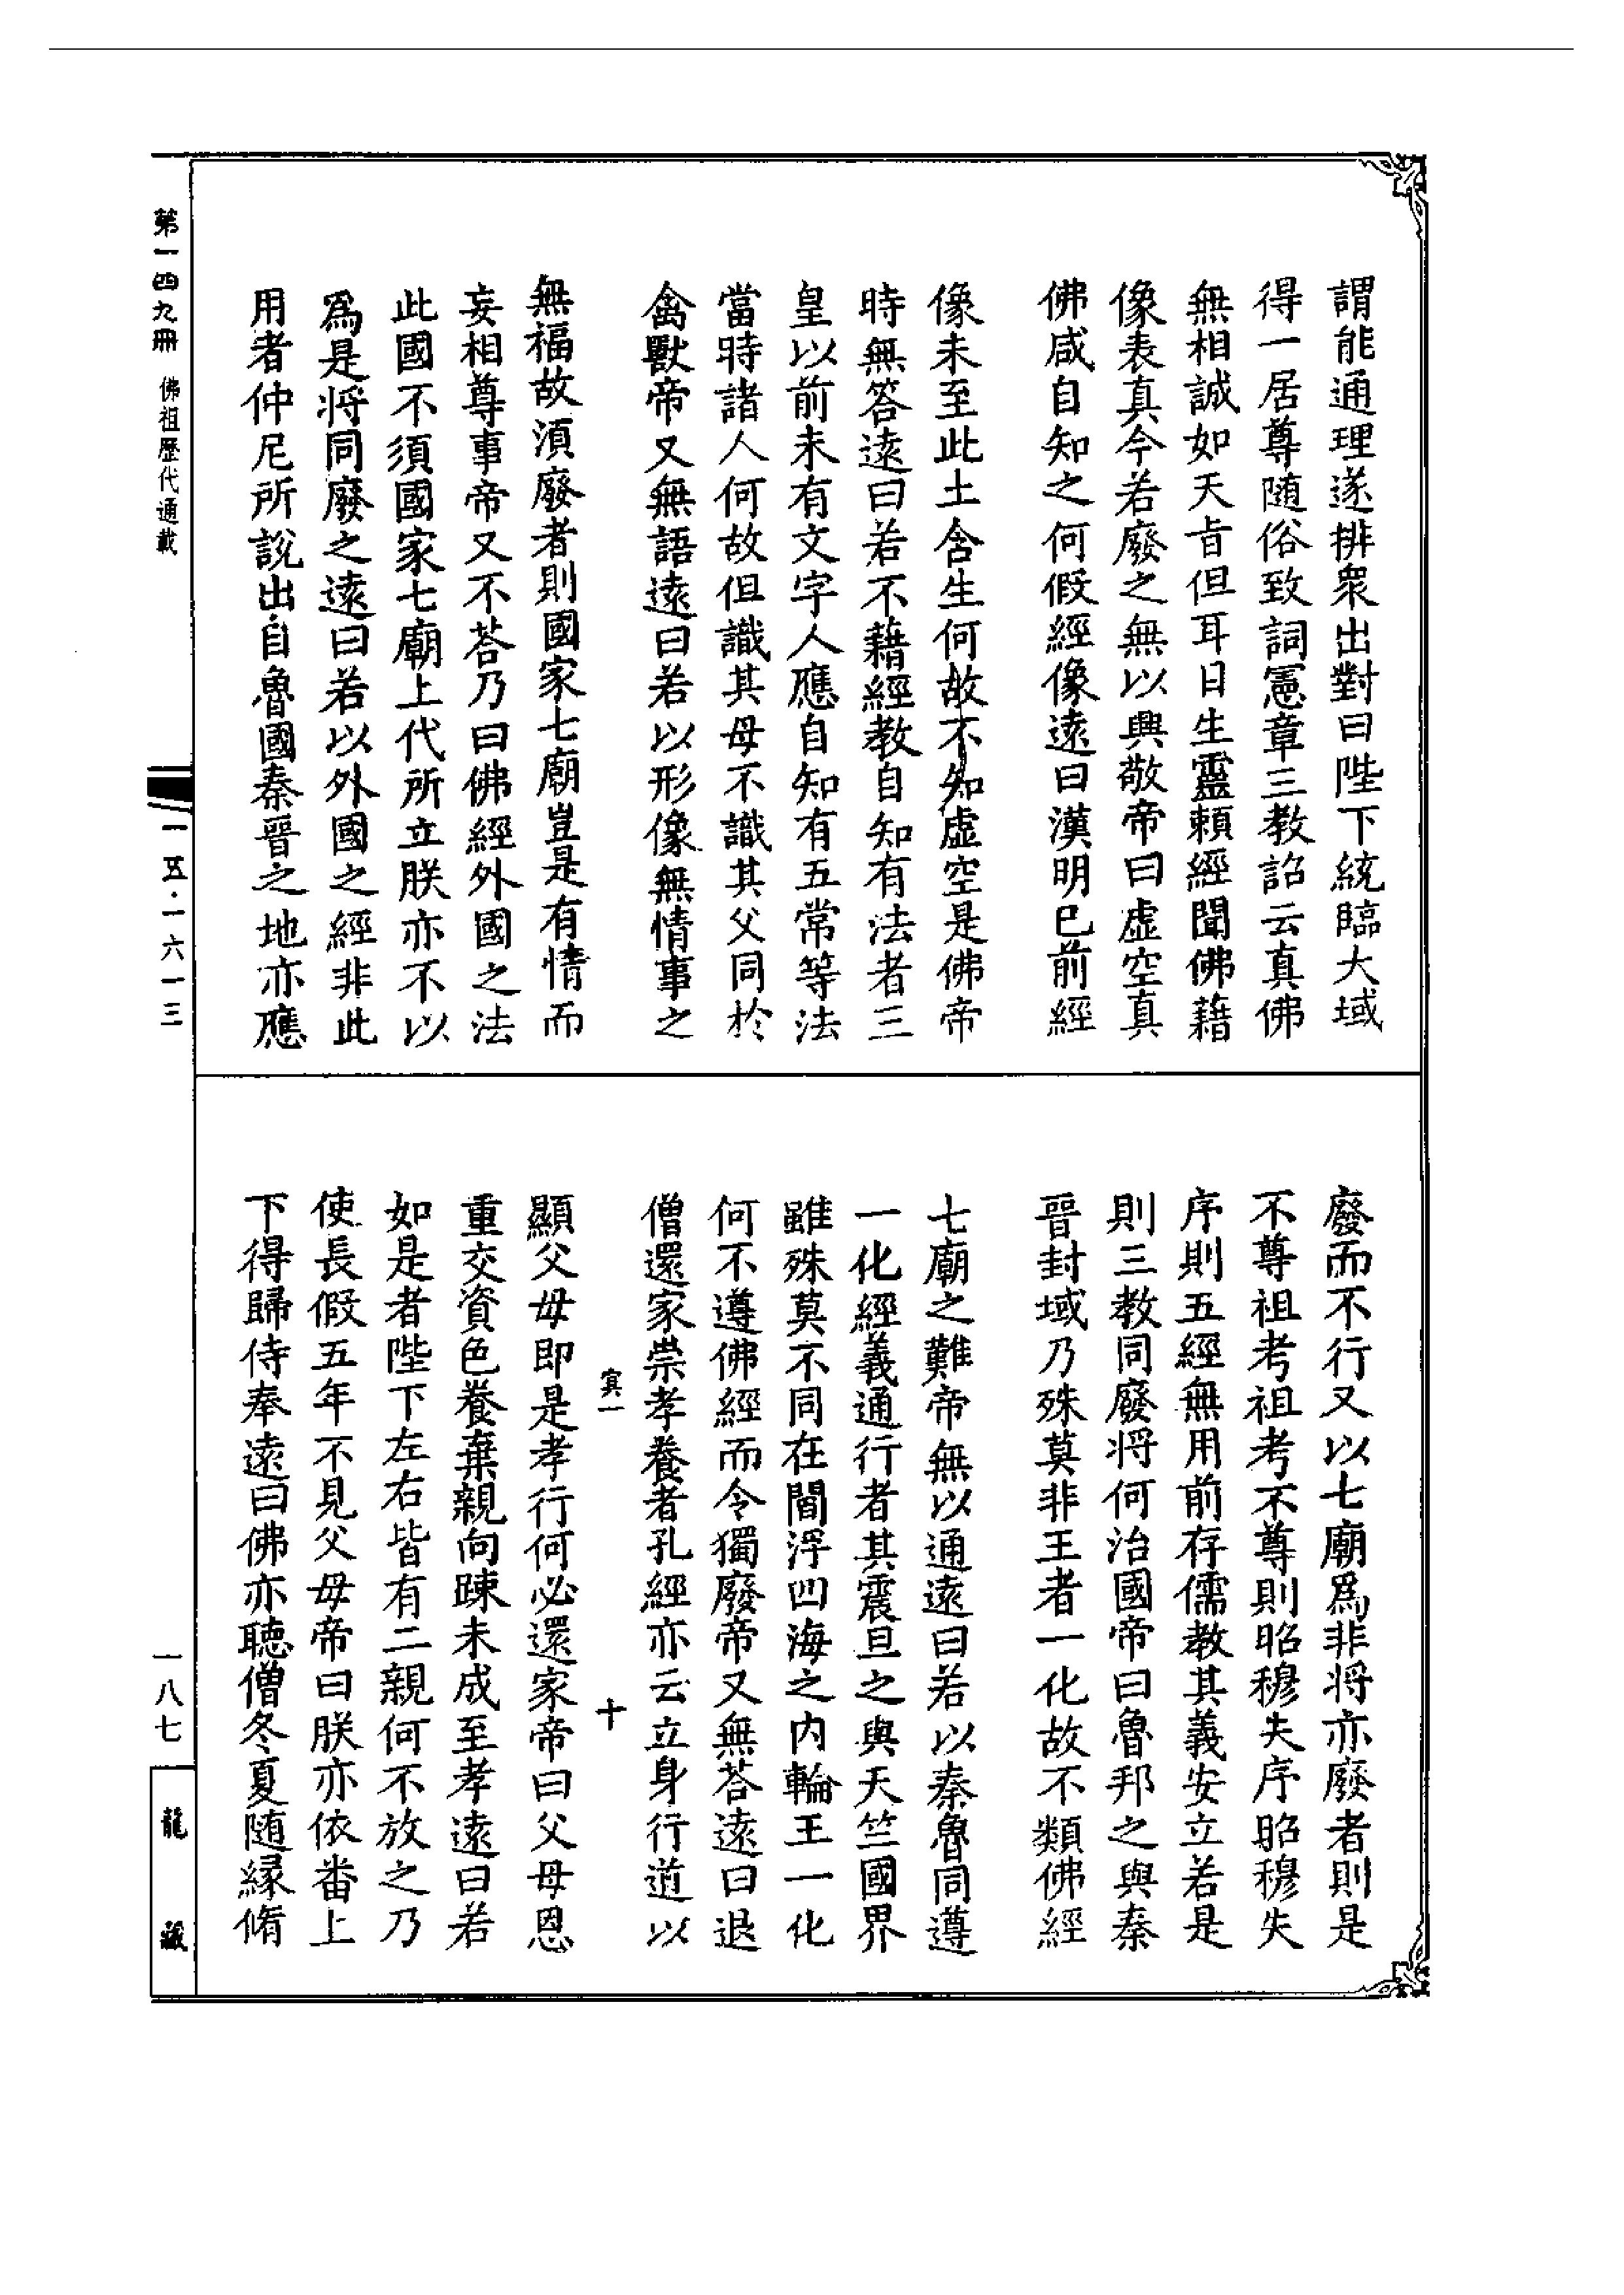 謂能通理遂排衆出對曰陛下統臨大域
得一居尊随俗致詞憲章三教詔云真佛
無相誠如天旨但耳目生靈頼經聞佛藉
像表真今若廢之無以興敬帝曰虚空真
佛咸自知之何假經像遠曰漢明已前經
像未至此土含生何故不知虚空是佛帝
時無答遠曰若不藉經教自知有法者三
皇以前未有文字人應自知有五常等法
當時諸人何故但識其母不識其父同於
禽獸帝又無語遠曰若以形像無情事之
無福故湏廢者則國家七廟豈是有情而
妄相尊事帝又不荅乃曰佛經外國之法
此國不須國家七廟上代所立朕亦不以
為是将同廢之遠曰若以外國之經非此
用者仲尼所說出自魯國秦晉之地亦應
廢而不行又以七廟爲非将亦廢者則是
不尊祖考祖考不尊則昭穆失序昭穆失
序則五經無用前存儒教其義安立若是
則三教同廢将何治國帝曰魯邦之與秦
晉封域乃殊莫非王者一化故不類佛經
七廟之難帝無以通遠曰若以秦魯同遵
一化經義通行者其震旦之與天竺國界
雖殊莫不同在閻浮四海之内輪王一化
何不遵佛經而令獨廢帝又無荅遠曰退
僧還家崇孝養者孔經亦云立身行道以
顯父母即是孝行何必還家帝曰父母恩
重交資色養棄親向踈未成至孝遠曰若
如是者陛下左右皆有二親何不放之乃
使長假五年不見父母帝曰朕亦依番上
下得歸侍奉遠曰佛亦聴僧冬夏随縁脩
寘一
十
第一四九冊 佛祖歷代通載
一五·一六一三
一八七
龍藏